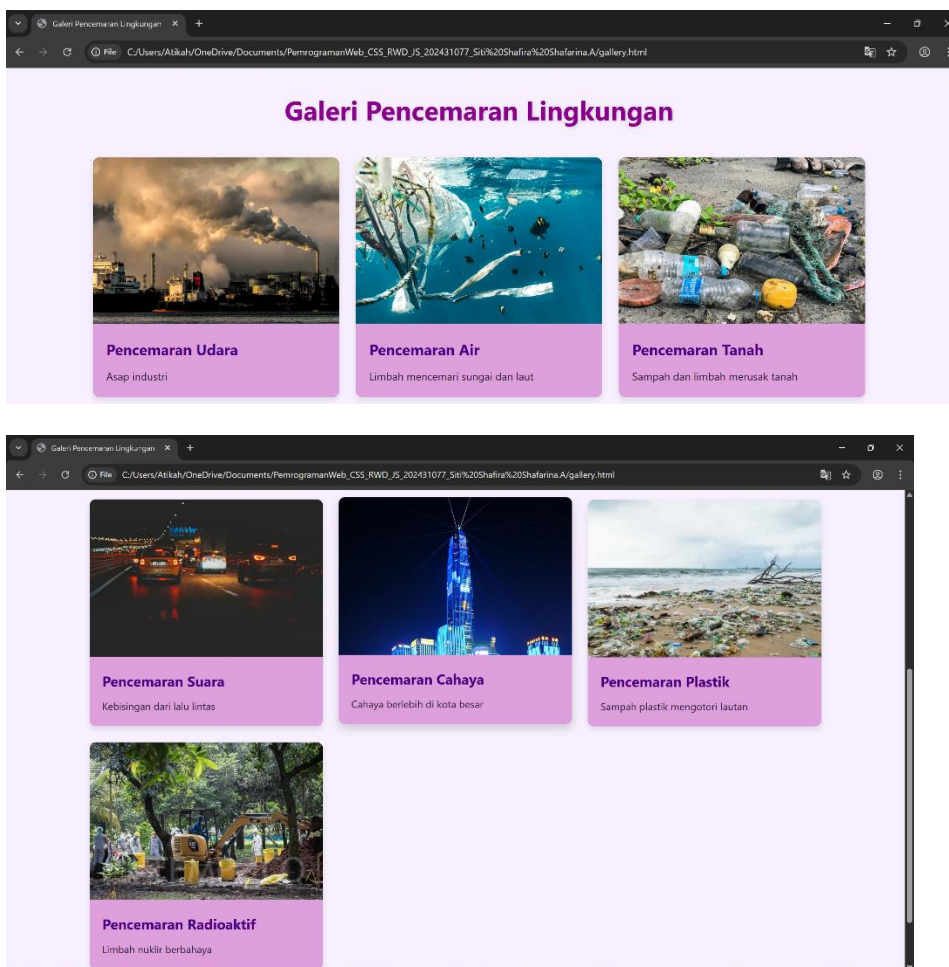 Galeri Pencemaran Lingkungan
File C:/Users/Atikah/OneDrive/Documents/PemrogramanWeb_CSS_RWD_JS_202431077_Siti%20Shafira%20Shafarina.A/gallery.html
Galeri Pencemaran Lingkungan
Pencemaran Udara
Asap industri
Pencemaran Air
Limbah mencemari sungai dan laut
Pencemaran Tanah
Sampah dan limbah merusak tanah
Galeri Pencemaran Lingkungan
File C:/Users/Atikah/OneDrive/Documents/PemrogramanWeb_CSS_RWD_JS_202431077_Siti%20Shafira%20Shafarina.A/gallery.html
Pencemaran Suara
Kebisingan dari lalu lintas
Pencemaran Cahaya
Cahaya berlebih di kota besar
Pencemaran Plastik
Sampah plastik mengotori lautan
Pencemaran Radioaktif
Limbah nuklir berbahaya